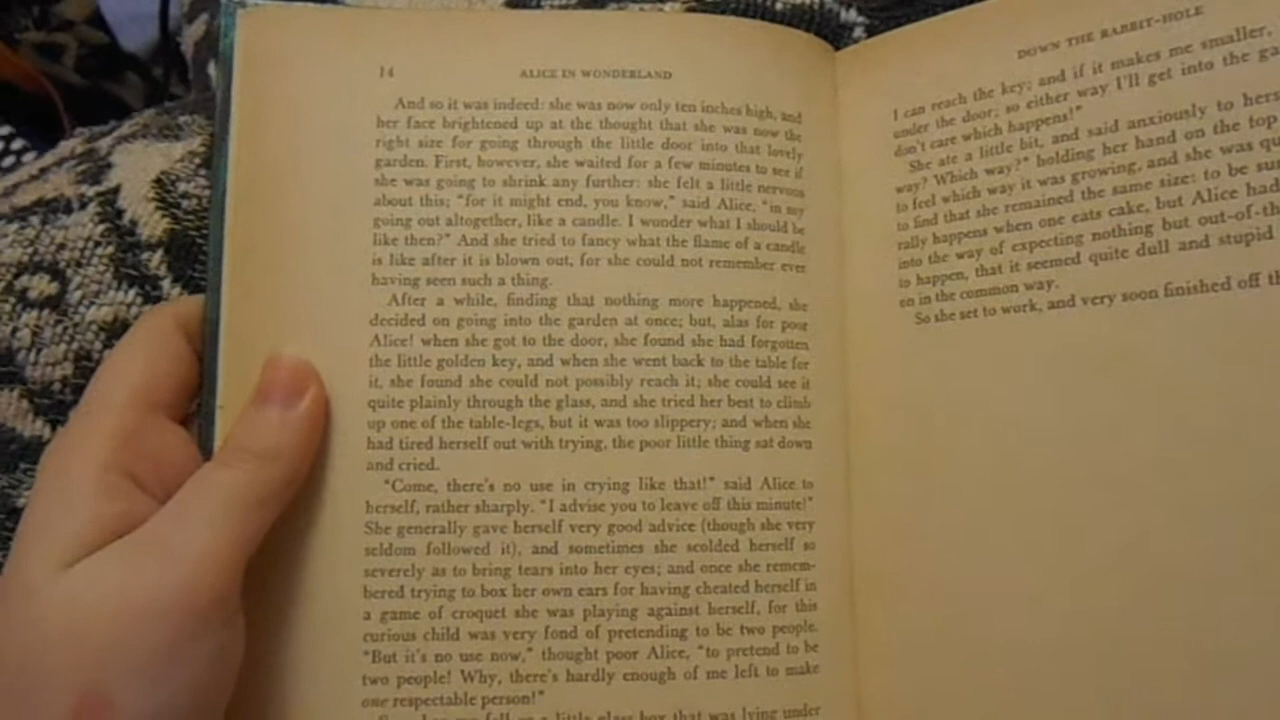 14 ALICE IN WONDERLAND
And so it was indeed: she was now only ten inches high, and
her face brightened up at the thought that she was now the
right size for going through the little door into that lovely
garden. First, however, she waited for a few minutes to see if
she was going to shrink any further: she felt a little nervous
about this; "for it might end, you know," said Alice, "in my
going out altogether, like a candle. I wonder what I should be
like then?" And she tried to fancy what the flame of a candle
is like after it is blown out, for she could not remember ever
having seen such a thing.
After a while, finding that nothing more happened, she
decided on going into the garden at once; but, alas for poor
Alice! when she got to the door, she found she had forgotten
the little golden key, and when she went back to the table for
it, she found she could not possibly reach it; she could see it
quite plainly through the glass, and she tried her best to climb
up one of the table-legs, but it was too slippery; and when she
had tired herself out with trying, the poor little thing sat down
and cried.
"Come, there's no use in crying like that!" said Alice to
herself, rather sharply. "I advise you to leave off this minute!"
She generally gave herself very good advice (though she very
seldom followed it), and sometimes she scolded herself so
severely as to bring tears into her eyes; and once she remem-
bered trying to box her own ears for having cheated herself in
a game of croquet she was playing against herself, for this
curious child was very fond of pretending to be two people.
"But it's no use now," thought poor Alice, "to pretend to be
two people! Why, there's hardly enough of me left to make
one respectable person!"
fell on a little glass box that was lying under
DOWN THE RABBIT-HOLE
I can reach the key; and if it makes me smaller,
under the door; so either way I'll get into the ga
don't care which happens!"
She ate a little bit, and said anxiously to hers
way? Which way?" holding her hand on the top
to feel which way it was growing, and she was qu
to find that she remained the same size: to be su
rally happens when one eats cake, but Alice had
into the way of expecting nothing but out-of-th
to happen, that it seemed quite dull and stupid
on in the common way.
So she set to work, and very soon finished off th